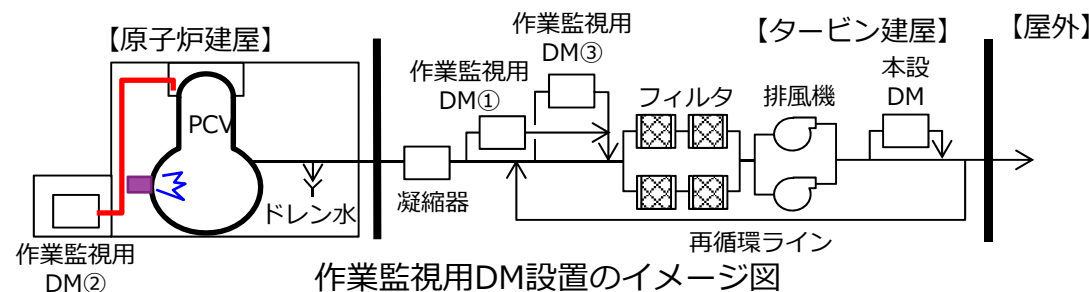 【原子炉建屋】
作業監視用
DM①
作業監視用
DM③
【タービン建屋】
【屋外】
フィルタ
排風機
本設
DM
PCV
ドレン水
凝縮器
再循環ライン
作業監視用
DM②
作業監視用DM設置のイメージ図